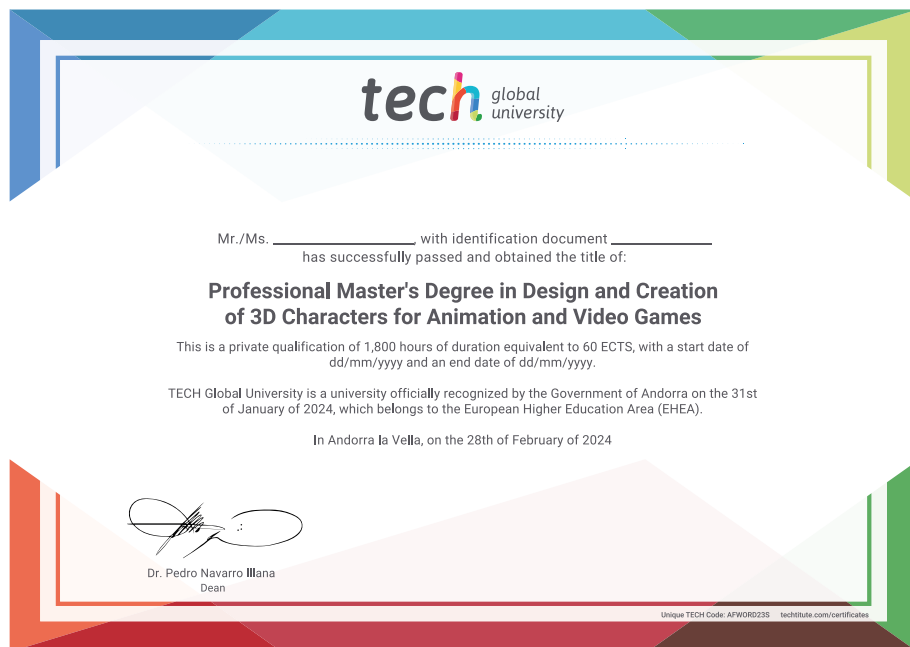 tech global university
Mr./Ms. ____________, with identification document ____________
has successfully passed and obtained the title of:
Professional Master's Degree in Design and Creation
of 3D Characters for Animation and Video Games
This is a private qualification of 1,800 hours of duration equivalent to 60 ECTS, with a start date of
dd/mm/yyyy and an end date of dd/mm/yyyy.
TECH Global University is a university officially recognized by the Government of Andorra on the 31st
of January of 2024, which belongs to the European Higher Education Area (EHEA).
In Andorra la Vella, on the 28th of February of 2024
Dr. Pedro Navarro Illana
Dean
Unique TECH Code: AFWORD23S techtitute.com/certificates